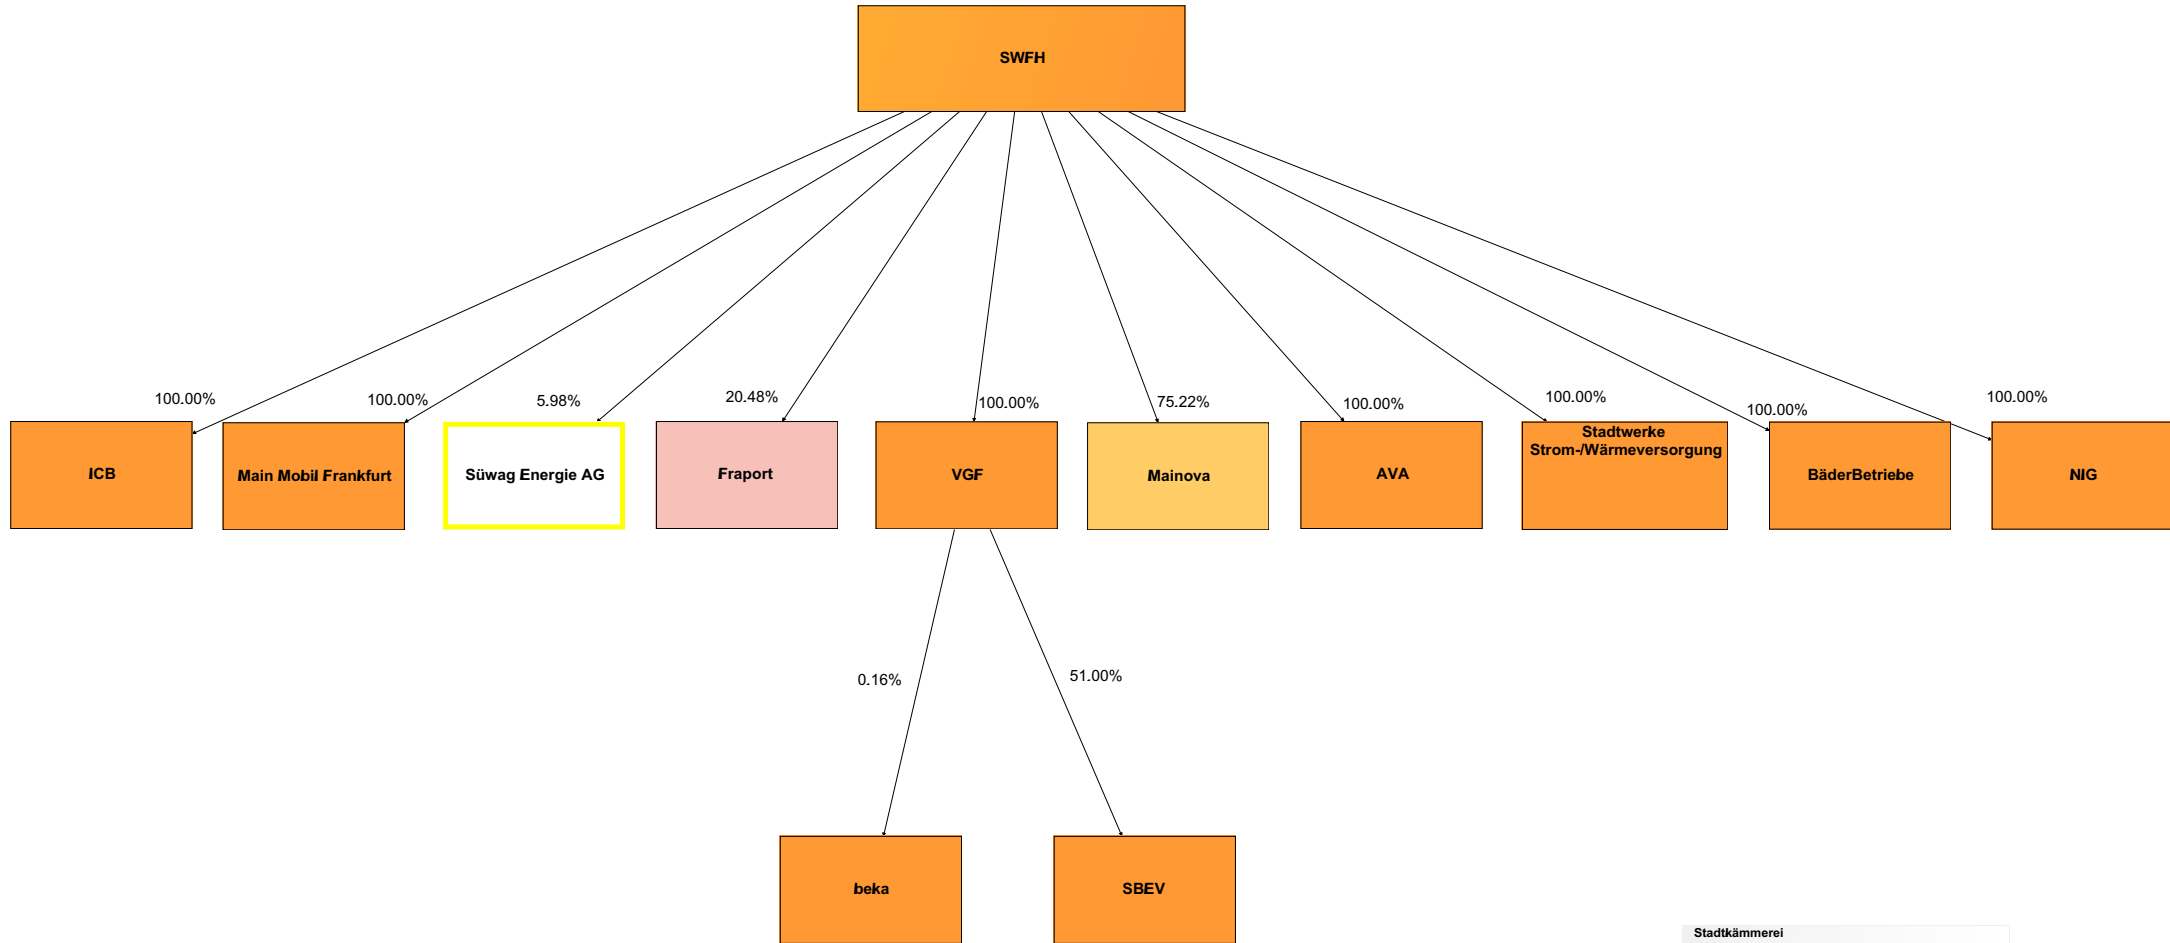 SWFH
100.00%
100.00%
5.98%
20.48%
100.00%
75.22%
100.00%
100.00%
100.00%
100.00%
ICB
Main Mobil Frankfurt
Süwag Energie AG
Fraport
VGF
Mainova
AVA
Stadtwerke
Strom-/Wärmeversorgung
BäderBetriebe
NIG
0.16%
51.00%
beka
SBEV
Stadtkämmerei